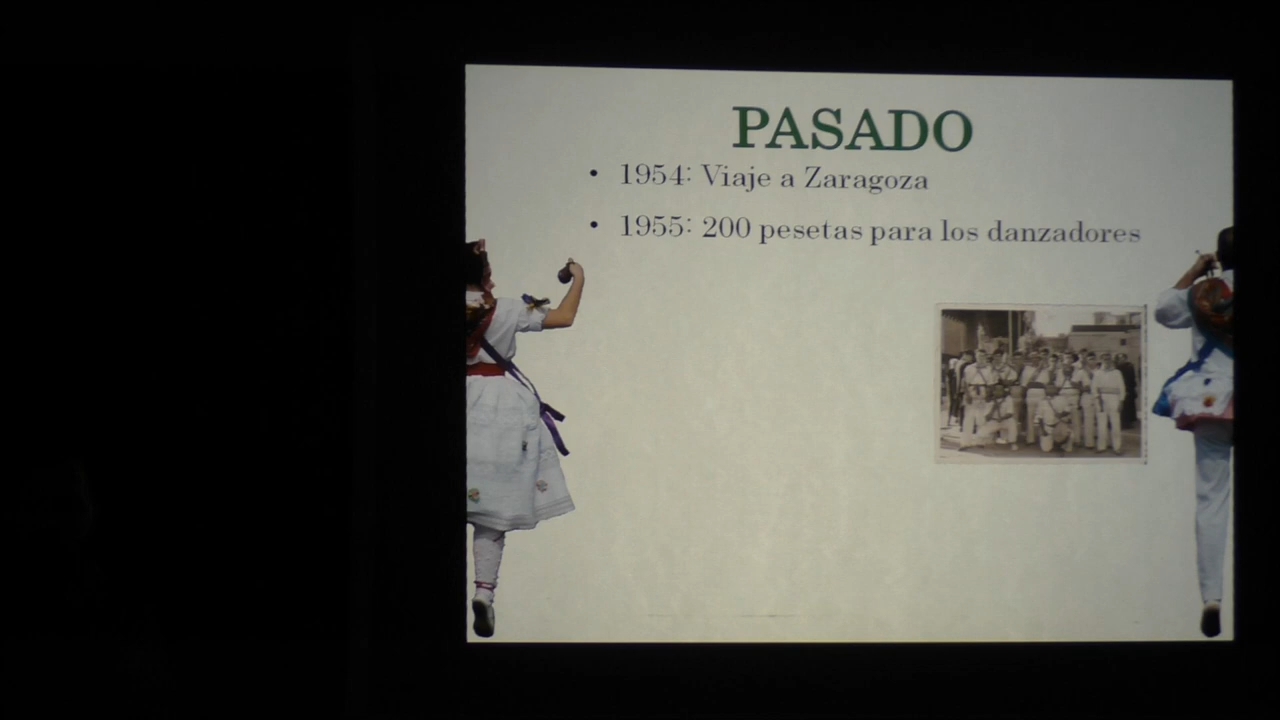 PASADO
• 1954: Viaje a Zaragoza
• 1955: 200 pesetas para los danzadores